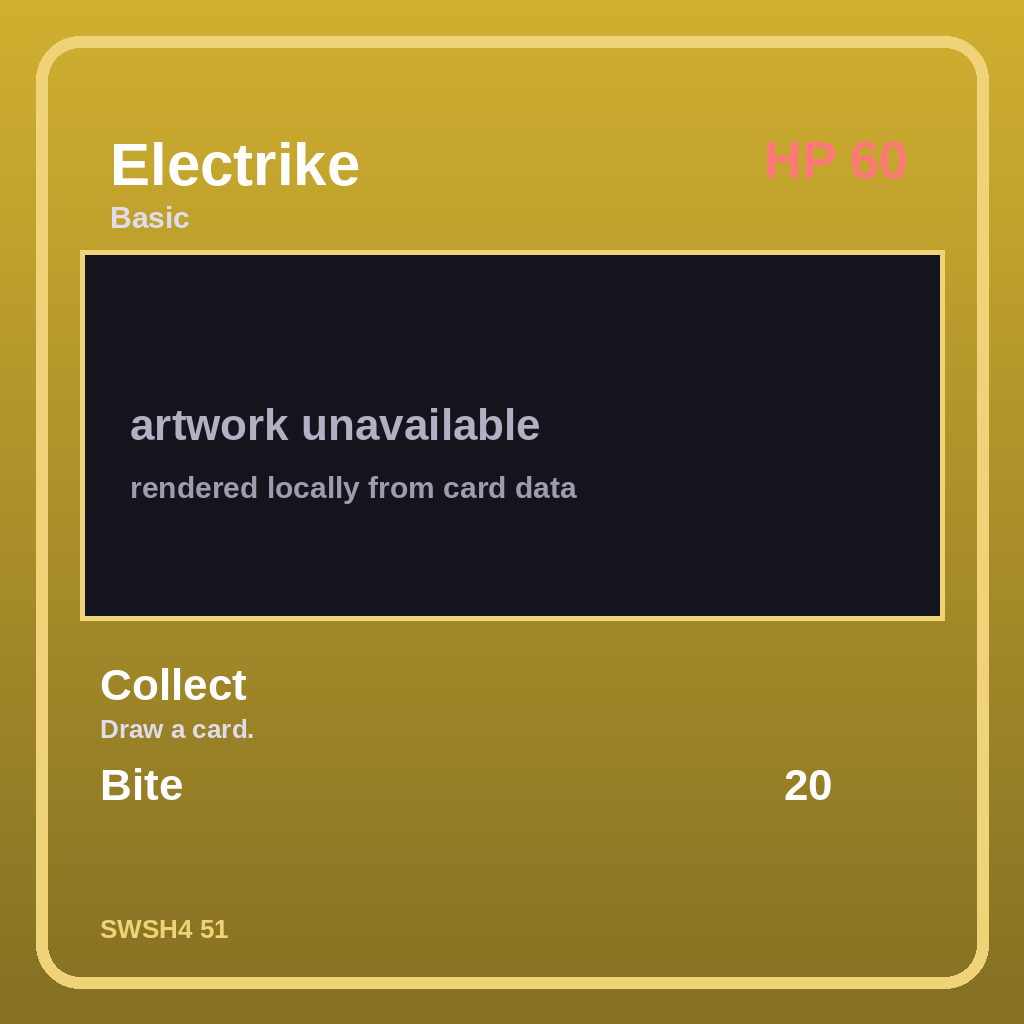 Electrike
HP 60
Basic
artwork unavailable
rendered locally from card data
Collect
Draw a card.
Bite
20
SWSH4 51